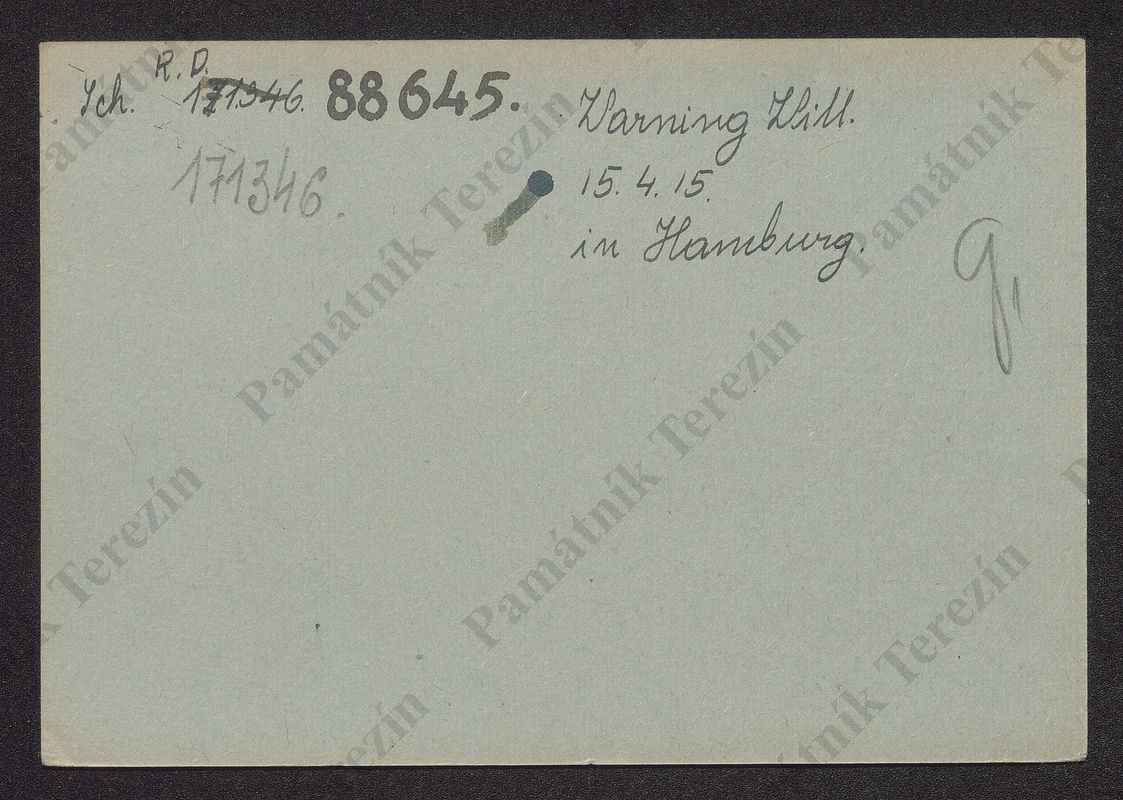 R. D.
Sch. 171346. 88645. Warning Will.
171346. 15. 4. 15.
in Hamburg.
g,
Památník Terezín
Památník Terezín
Památník Terezín
Památník Terezín
Památník Terezín